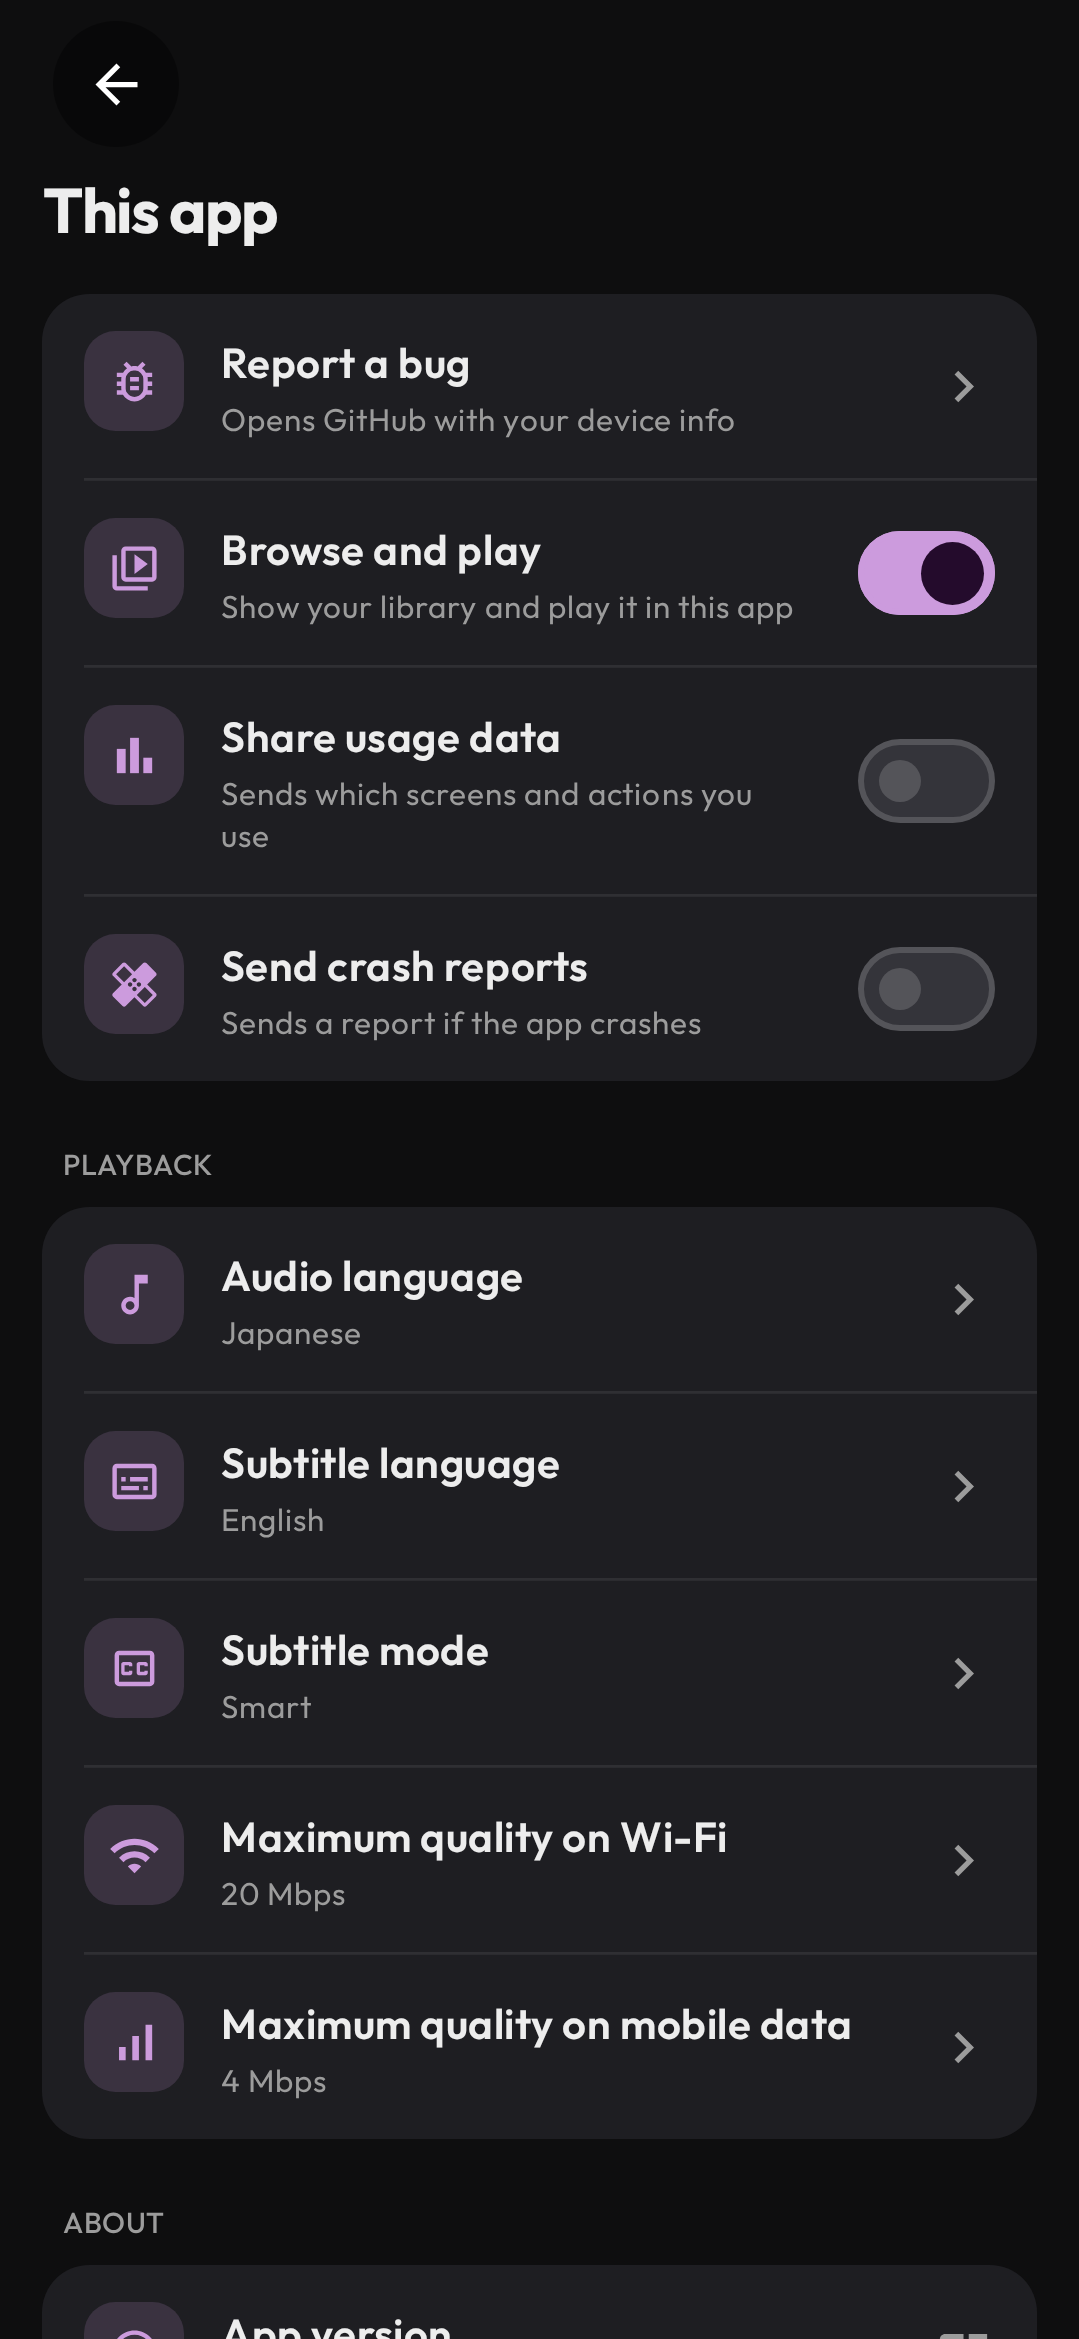 This app
Report a bug
Opens GitHub with your device info
Browse and play
Show your library and play it in this app
Share usage data
Sends which screens and actions you
use
Send crash reports
Sends a report if the app crashes
PLAYBACK
Audio language
Japanese
Subtitle language
English
CC
Subtitle mode
Smart
Maximum quality on Wi-Fi
20 Mbps
Maximum quality on mobile data
4 Mbps
ABOUT
App version